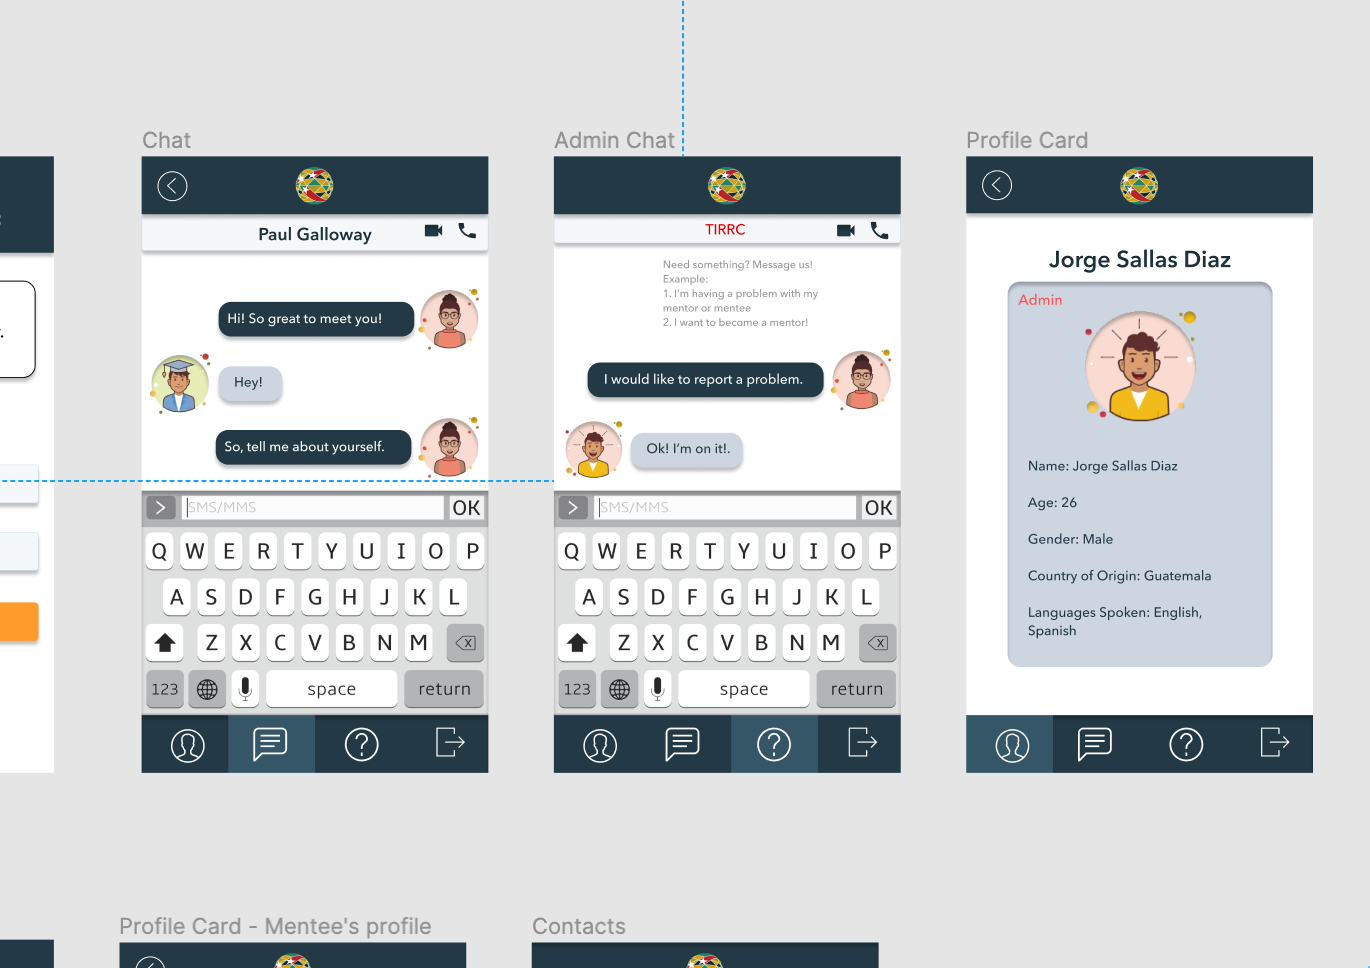 Chat
Paul Galloway
Hi! So great to meet you!
Hey!
So, tell me about yourself.
SMS/MMS
OK
Q W E R T Y U I O P
A S D F G H J K L
Z X C V B N M
123 space return
?
Admin Chat
TIRRC
Need something? Message us!
Example:
1. I'm having a problem with my
mentor or mentee
2. I want to become a mentor!
I would like to report a problem.
Ok! I'm on it!.
SMS/MMS
OK
Q W E R T Y U I O P
A S D F G H J K L
Z X C V B N M
123 space return
?
Profile Card
Jorge Sallas Diaz
Admin
Name: Jorge Sallas Diaz
Age: 26
Gender: Male
Country of Origin: Guatemala
Languages Spoken: English,
Spanish
?
Profile Card - Mentee's profile
Contacts